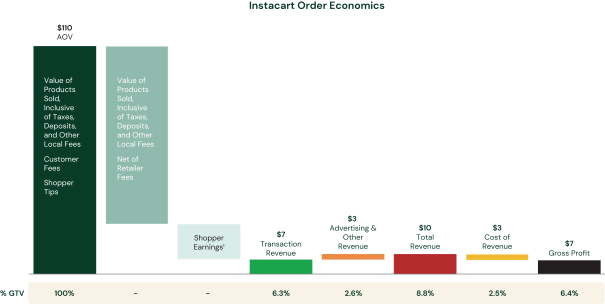 Instacart Order Economics
$110
AOV
Value of
Products
Sold,
Inclusive
of Taxes,
Deposits,
and Other
Local Fees
Customer
Fees
Shopper
Tips
Value of
Products
Sold,
Inclusive
of Taxes,
Deposits,
and Other
Local Fees
Net of
Retailer
Fees
Shopper
Earnings¹
$7
Transaction
Revenue
$3
Advertising &
Other
Revenue
$10
Total
Revenue
$3
Cost of
Revenue
$7
Gross Profit
% GTV 100% - - 6.3% 2.6% 8.8% 2.5% 6.4%